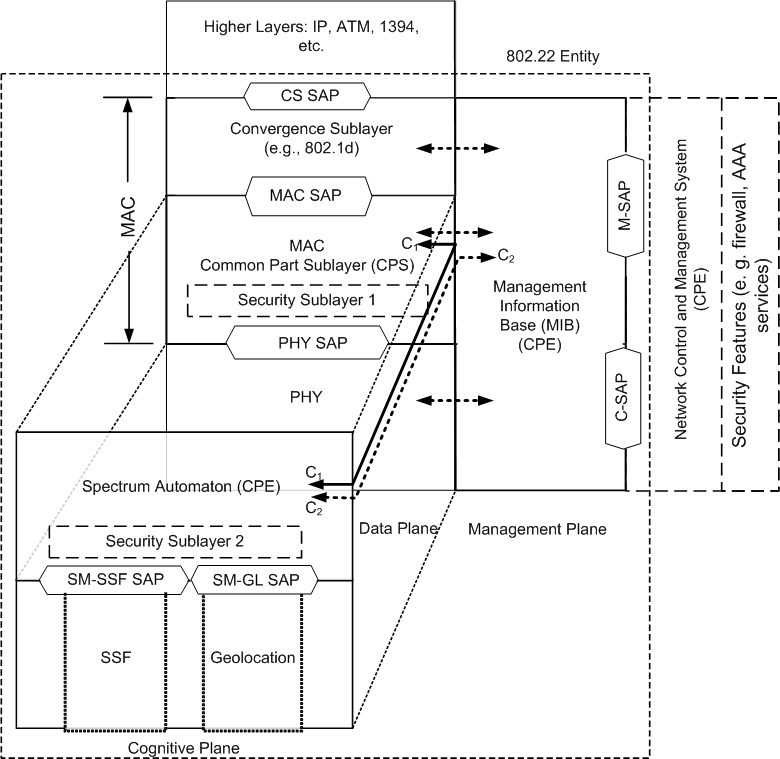 Higher Layers: IP, ATM, 1394,
etc.
802.22 Entity
CS SAP
Convergence Sublayer
(e.g., 802.1d)
MAC
MAC SAP
M-SAP
Network Control and Management System
(CPE)
Security Features (e. g. firewall, AAA
services)
C1
C2
MAC
Common Part Sublayer (CPS)
Security Sublayer 1
Management
Information
Base (MIB)
(CPE)
PHY SAP
C-SAP
PHY
C1
Spectrum Automaton (CPE)
C2
Data Plane
Management Plane
Security Sublayer 2
SM-SSF SAP
SM-GL SAP
SSF
Geolocation
Cognitive Plane